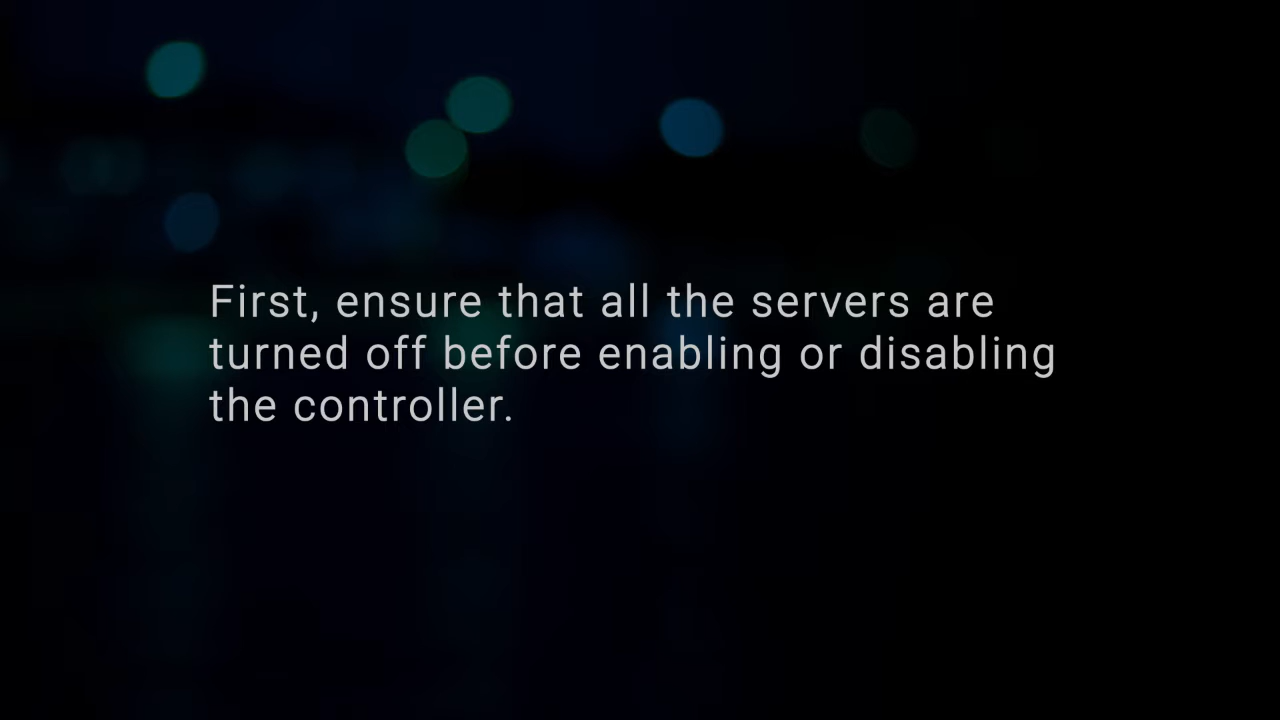 First, ensure that all the servers are
turned off before enabling or disabling
the controller.